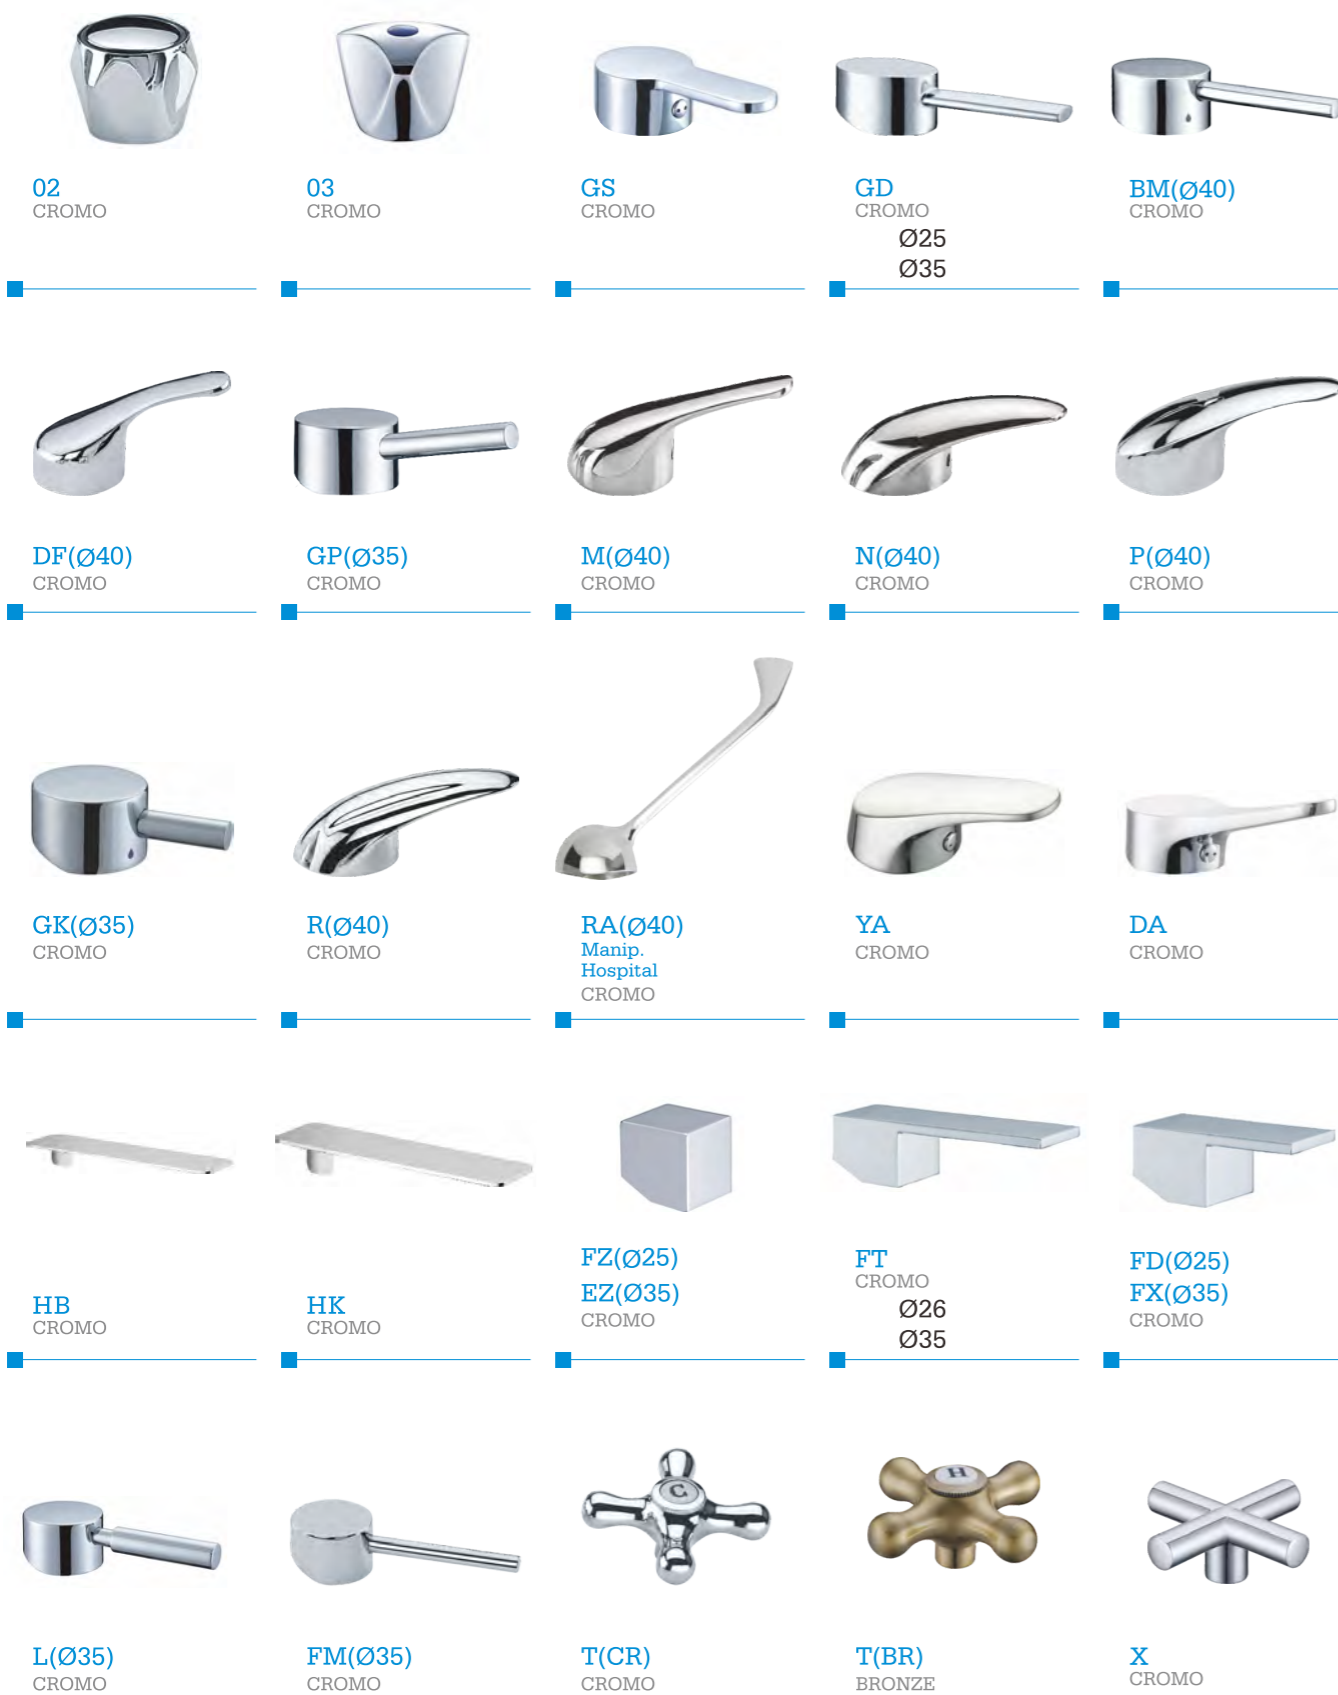 02
CROMO
03
CROMO
GS
CROMO
GD
CROMO
Ø25
Ø35
BM(Ø40)
CROMO
DF(Ø40)
CROMO
GP(Ø35)
CROMO
M(Ø40)
CROMO
N(Ø40)
CROMO
P(Ø40)
CROMO
GK(Ø35)
CROMO
R(Ø40)
CROMO
RA(Ø40)
Manip.
Hospital
CROMO
YA
CROMO
DA
CROMO
HB
CROMO
HK
CROMO
FZ(Ø25)
EZ(Ø35)
CROMO
FT
CROMO
Ø26
Ø35
FD(Ø25)
FX(Ø35)
CROMO
C
H
L(Ø35)
CROMO
FM(Ø35)
CROMO
T(CR)
CROMO
T(BR)
BRONZE
X
CROMO